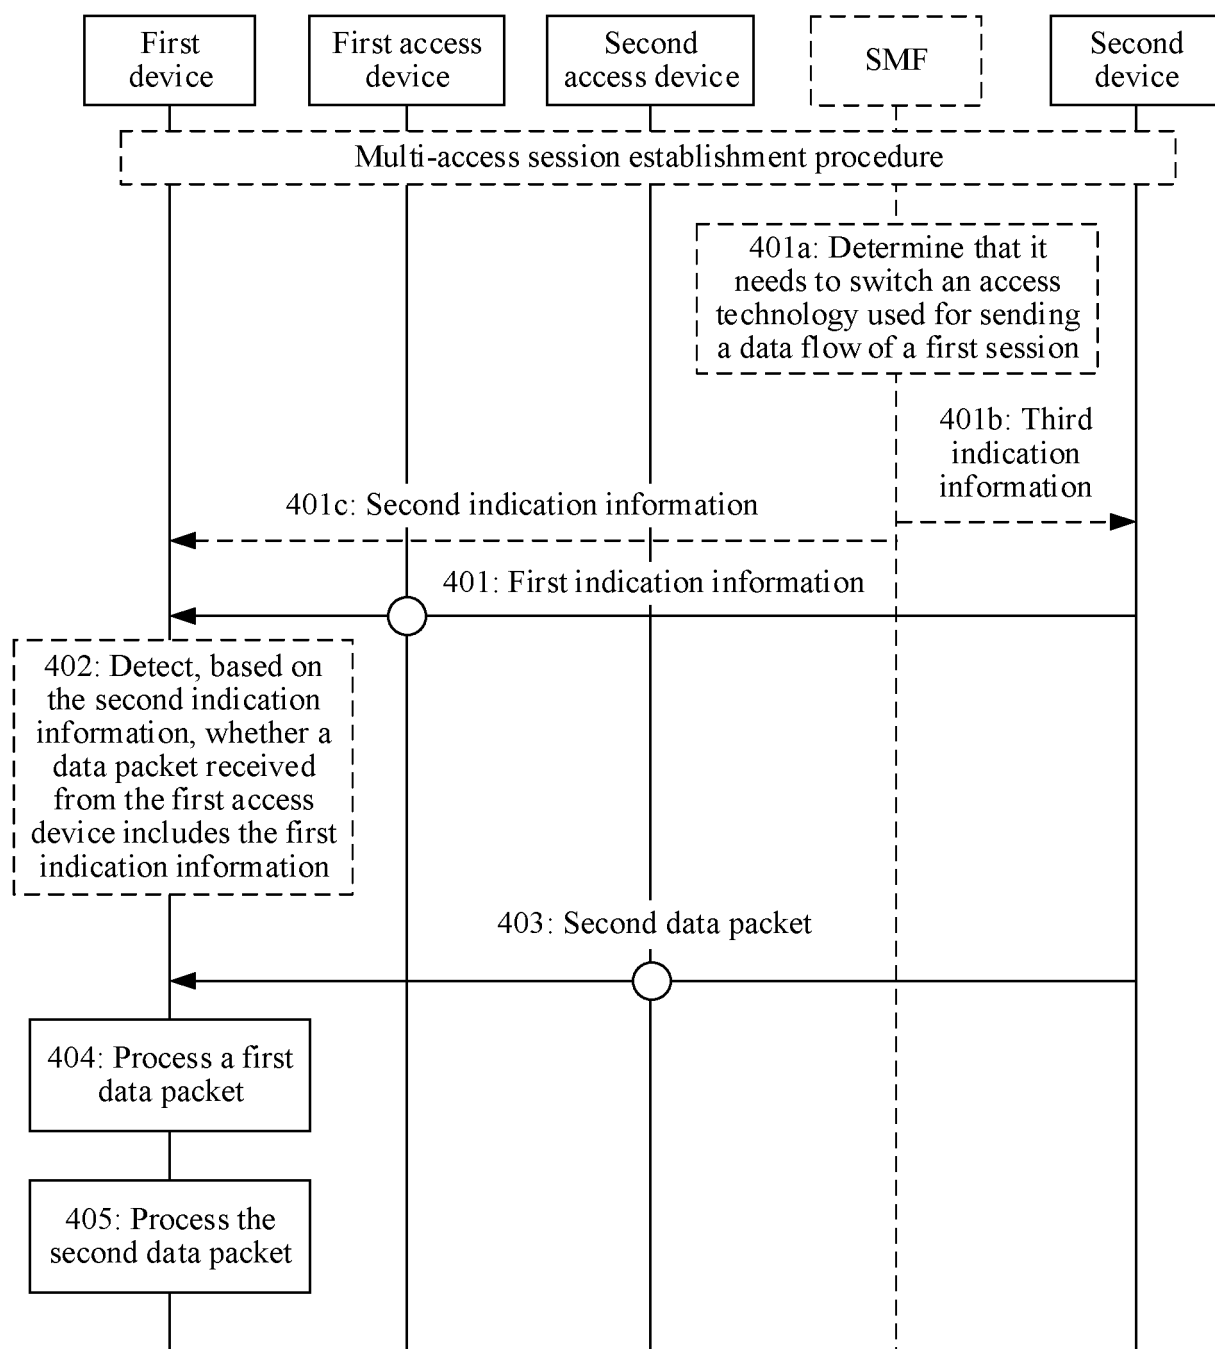 First
device
First access
device
Second
access device
SMF
Second
device
Multi-access session establishment procedure
401a: Determine that it
needs to switch an access
technology used for sending
a data flow of a first session
401b: Third
indication
information
401c: Second indication information
401: First indication information
402: Detect, based on
the second indication
information, whether a
data packet received
from the first access
device includes the first
indication information
403: Second data packet
404: Process a first
data packet
405: Process the
second data packet